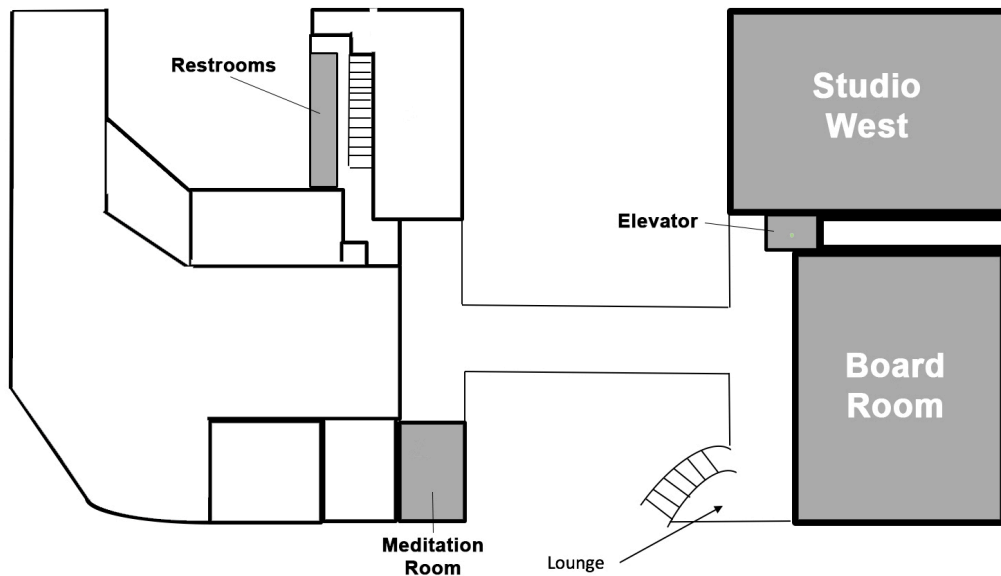 Restrooms
Studio
West
Elevator
Board
Room
Meditation
Room
Lounge